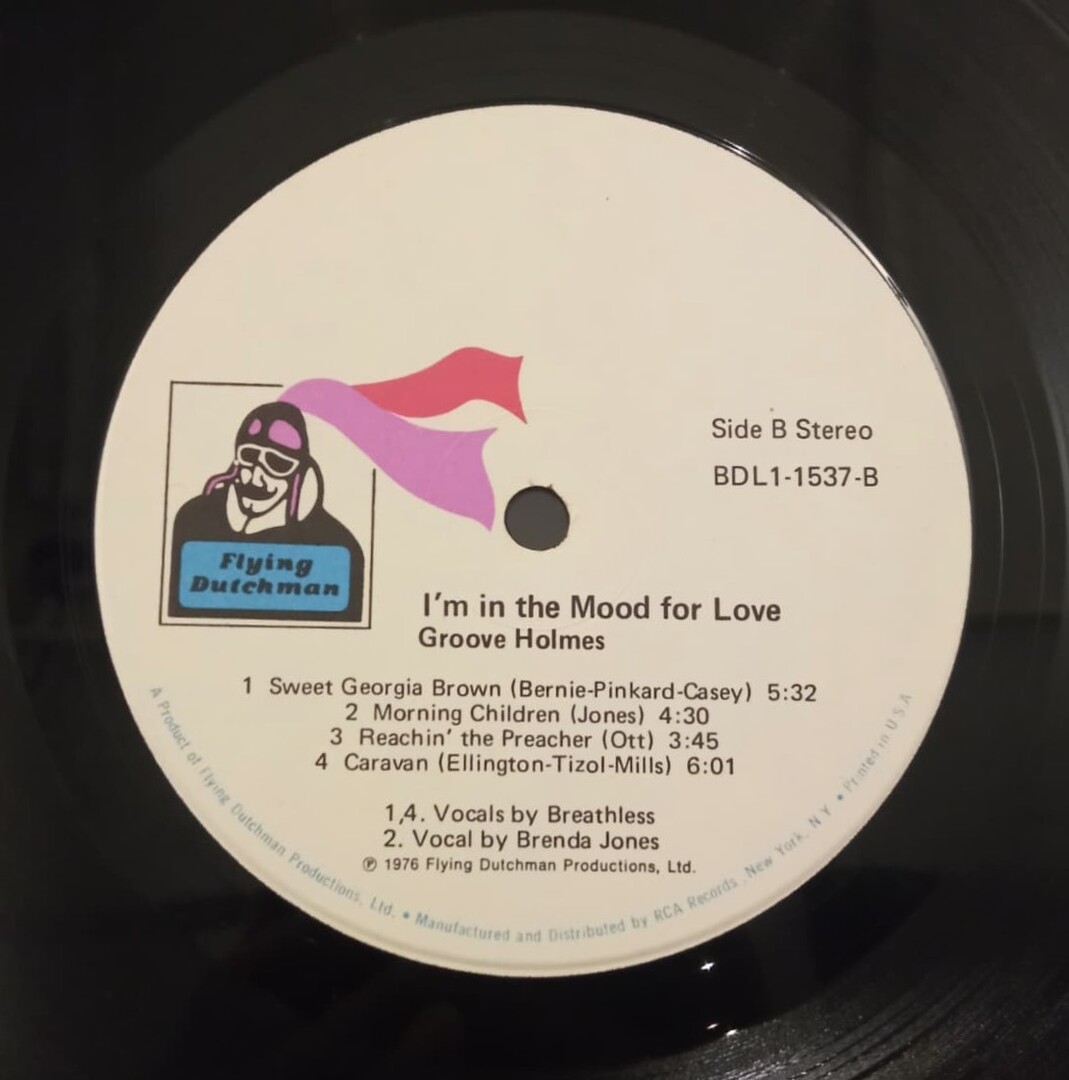 Side B Stereo
BDL1-1537-B
Flying
Dutchman
I'm in the Mood for Love
Groove Holmes
1 Sweet Georgia Brown (Bernie-Pinkard-Casey) 5:32
2 Morning Children (Jones) 4:30
3 Reachin' the Preacher (Ott) 3:45
4 Caravan (Ellington-Tizol-Mills) 6:01
1,4. Vocals by Breathless
2. Vocal by Brenda Jones
℗ 1976 Flying Dutchman Productions, Ltd.
A Product of Flying Dutchman Productions, Ltd. • Manufactured and Distributed by RCA Records, New York, N.Y. • Printed in U.S.A